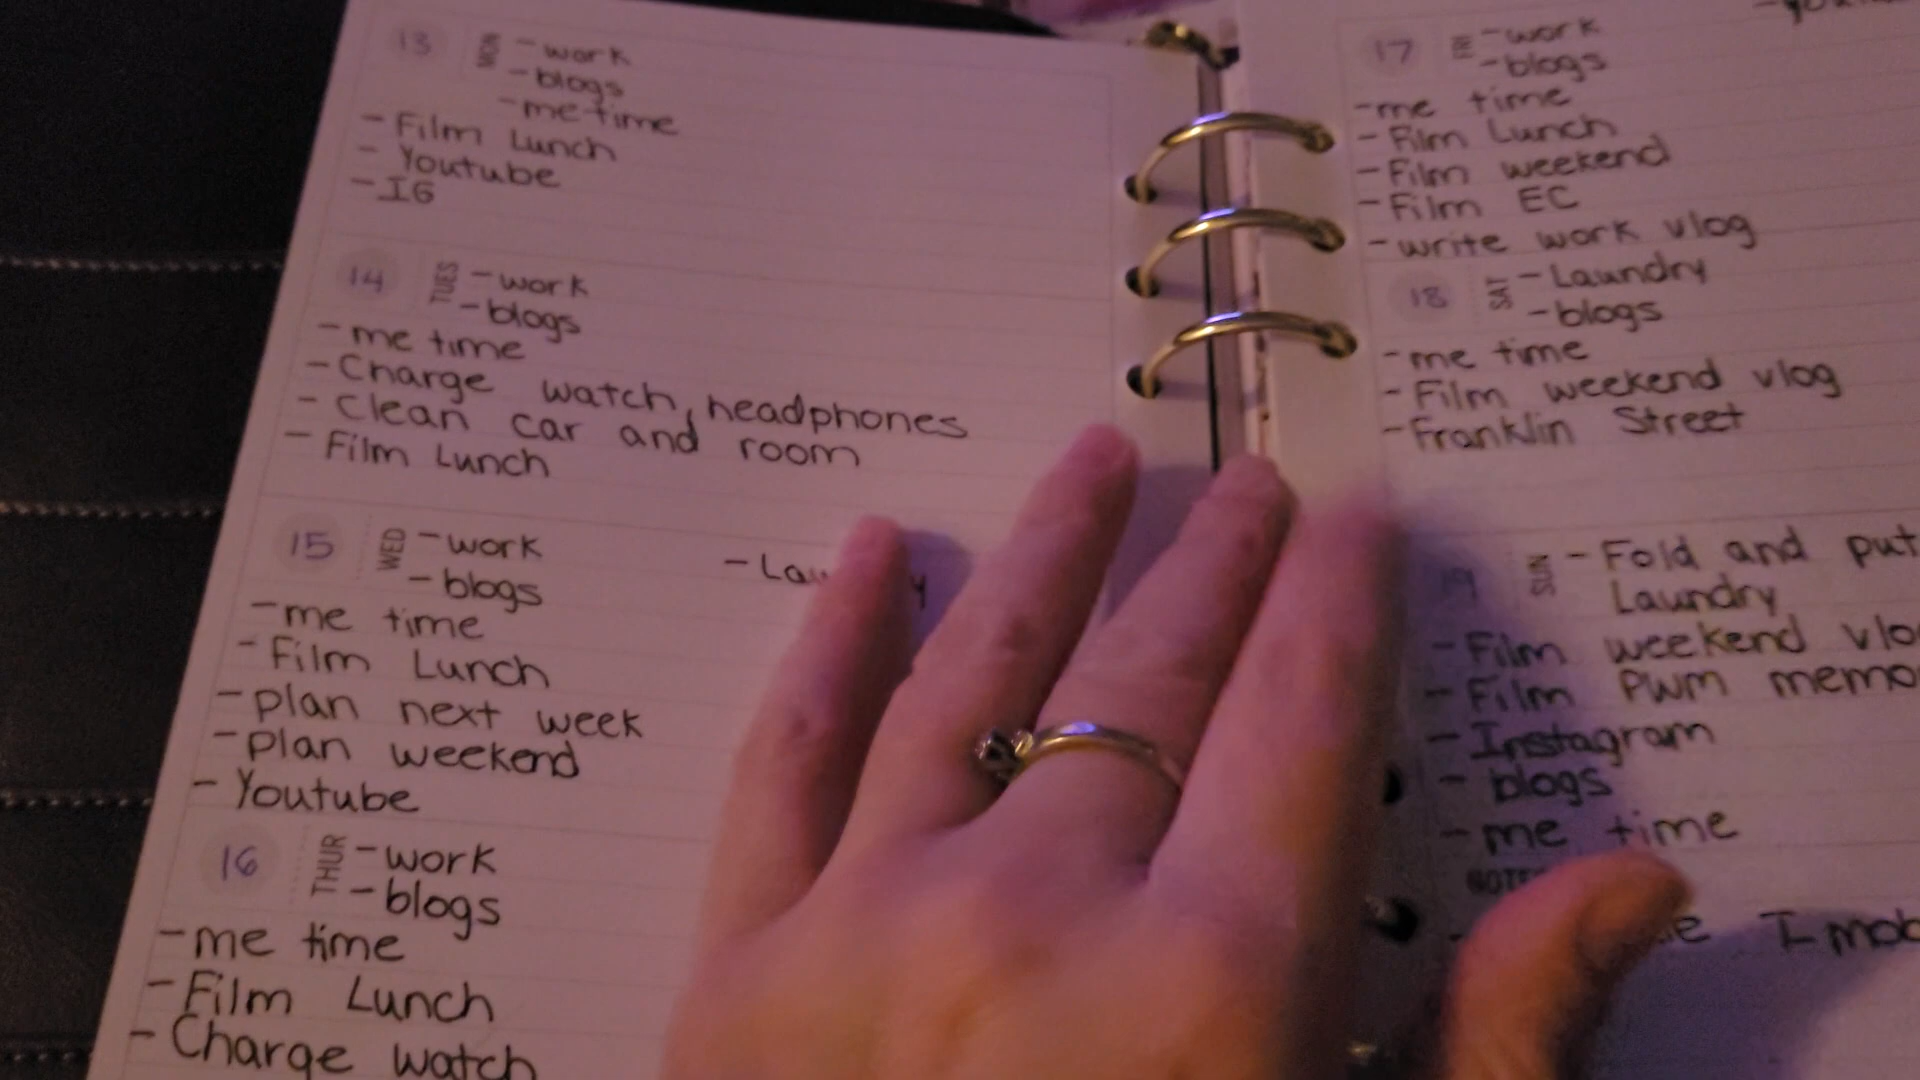 13 MON - work
- blogs
- me time
- Film Lunch
- Youtube
- IG
14 TUES - work
- blogs
- me time
- Charge watch, headphones
- Clean car and room
- Film Lunch
15 WED - work
- blogs
- me time
- Film Lunch
- plan next week
- plan weekend
- Youtube
16 THUR - work
- blogs
- me time
- Film Lunch
- Charge watch
17 FRI - work
- blogs
- me time
- Film Lunch
- Film weekend
- Film EC
- write work vlog
18 SAT - Laundry
- blogs
- me time
- Film weekend vlog
- Franklin Street
19 SUN - Fold and put
Laundry
- Film weekend
- Film PWM
- Instagram
- blogs
- me time